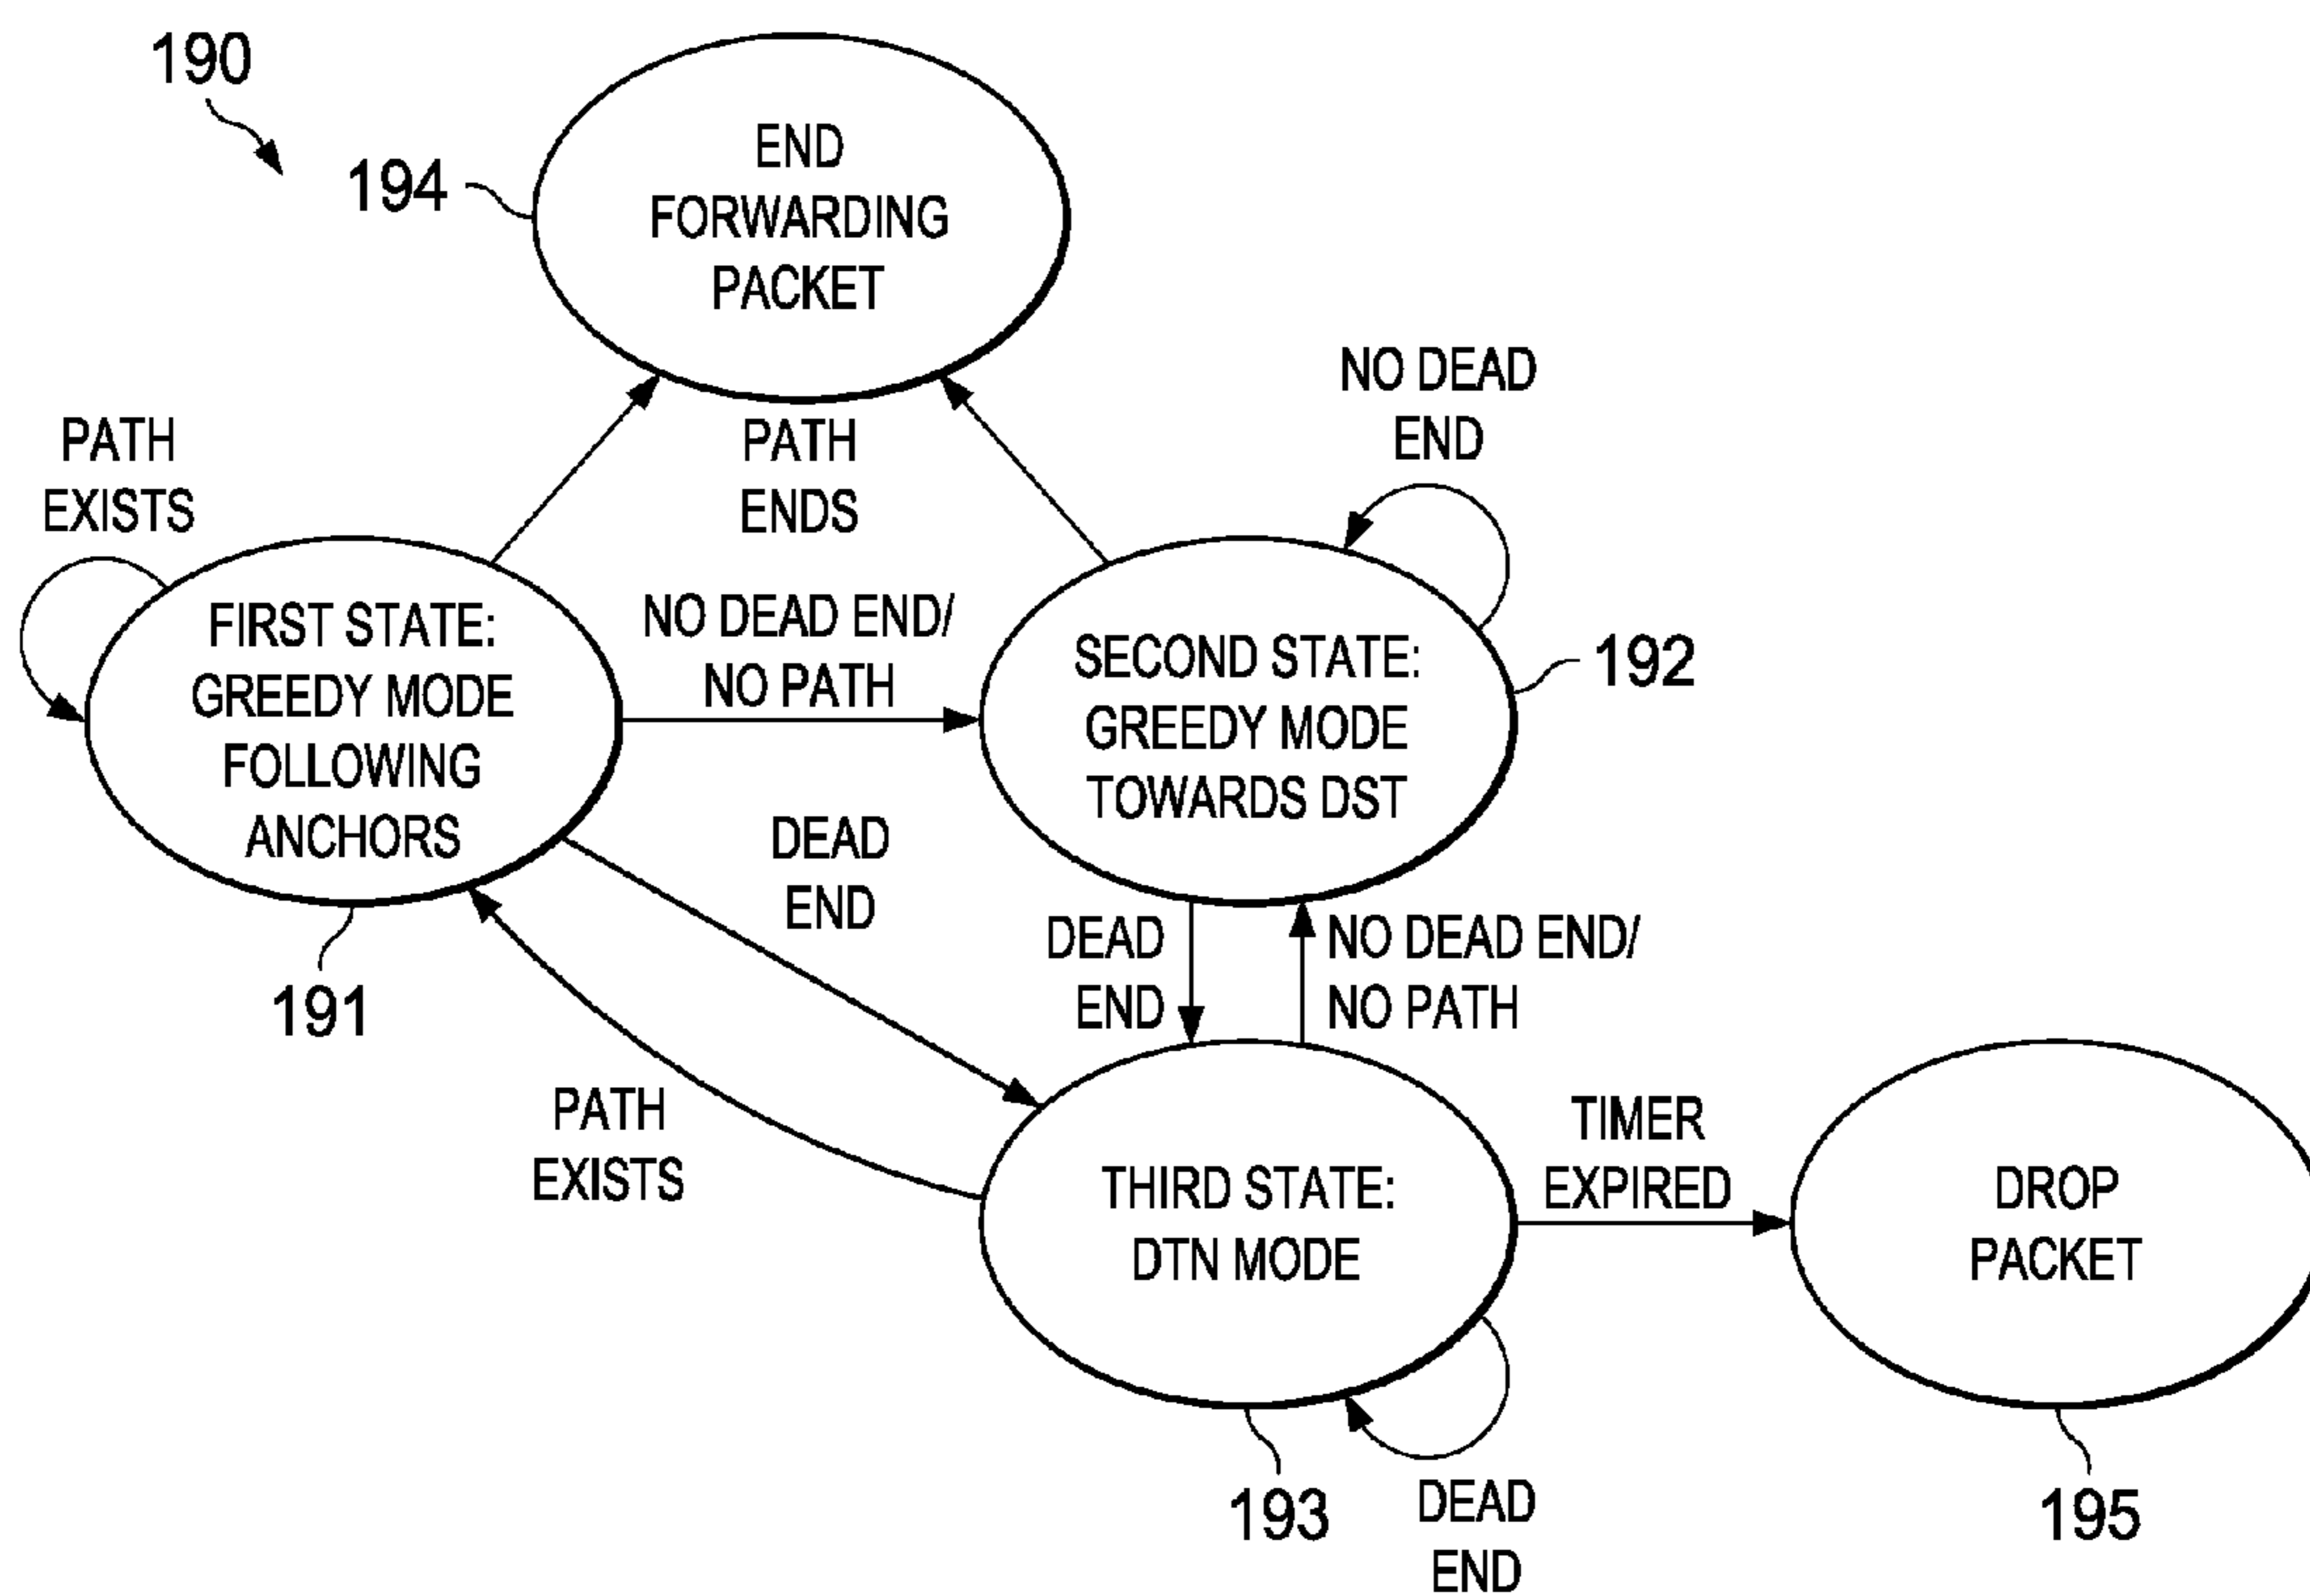 190
194
END
FORWARDING
PACKET
NO DEAD
END
PATH
EXISTS
PATH
ENDS
FIRST STATE:
GREEDY MODE
FOLLOWING
ANCHORS
191
NO DEAD END/
NO PATH
SECOND STATE:
GREEDY MODE
TOWARDS DST
192
DEAD
END
DEAD
END
NO DEAD END/
NO PATH
PATH
EXISTS
THIRD STATE:
DTN MODE
193
TIMER
EXPIRED
DROP
PACKET
195
DEAD
END